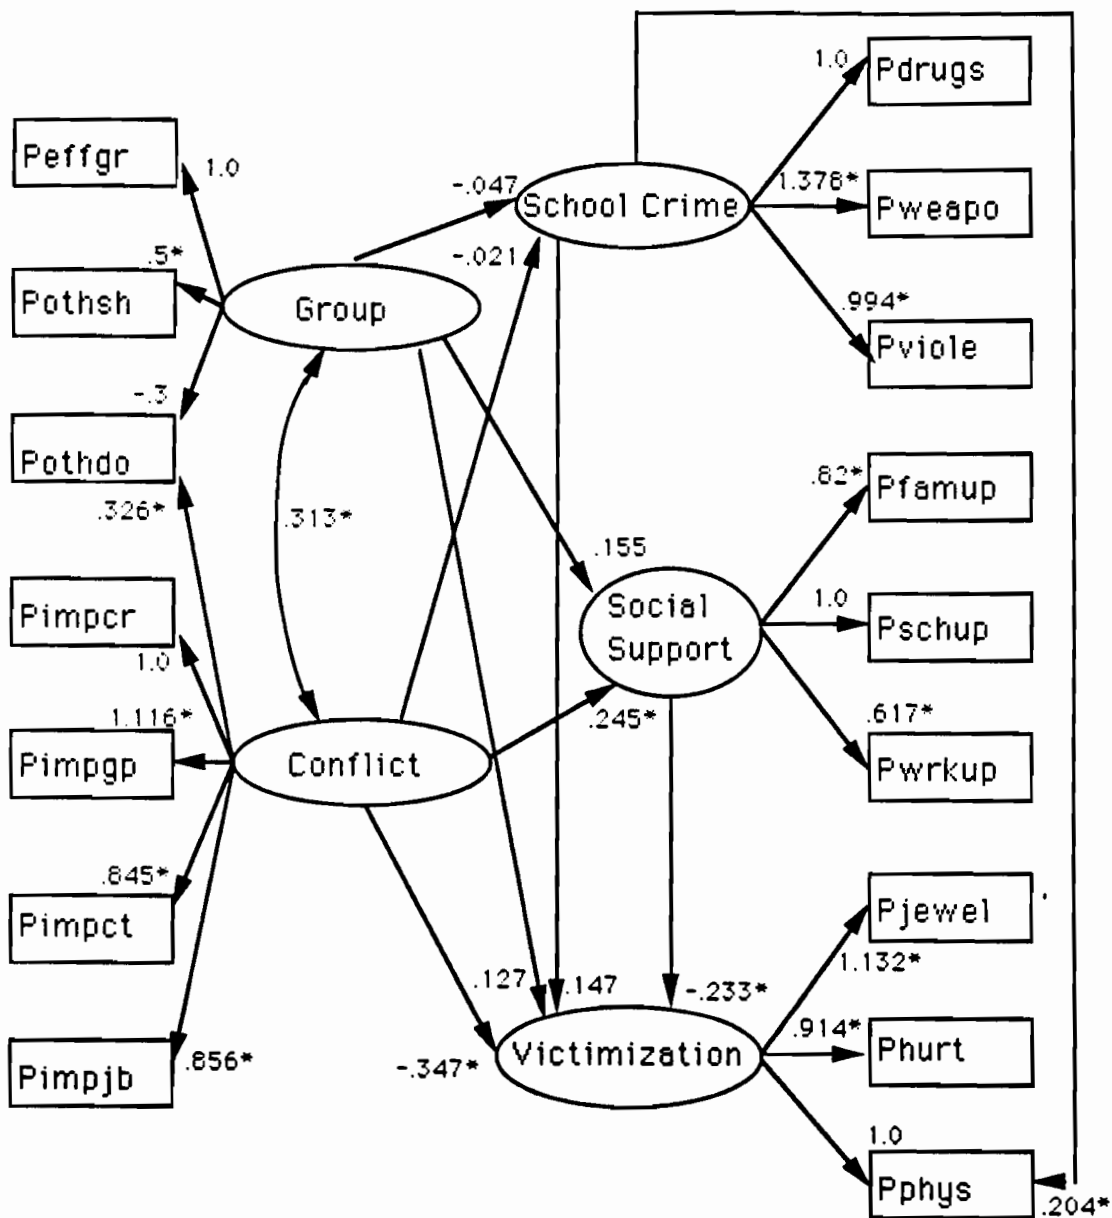 Pdrugs
1.0
Peffgr
1.0
1.378*
Pweapo
-.047
School Crime
-.021
.5*
Pothsh
Group
.994*
Pviole
-.3
Pothdo
.326*
.82*
Pfamup
.313*
.155
Pimpcr
1.0
Social
Support
1.0
Pschup
1.116*
Pimpgp
Conflict
.245*
.617*
Pwrkup
.845*
Pimpct
Pjewel
1.132*
.127
.147
-.233*
.914*
Phurt
Victimization
-.347*
Pimpjb
.856*
1.0
Pphys
.204*